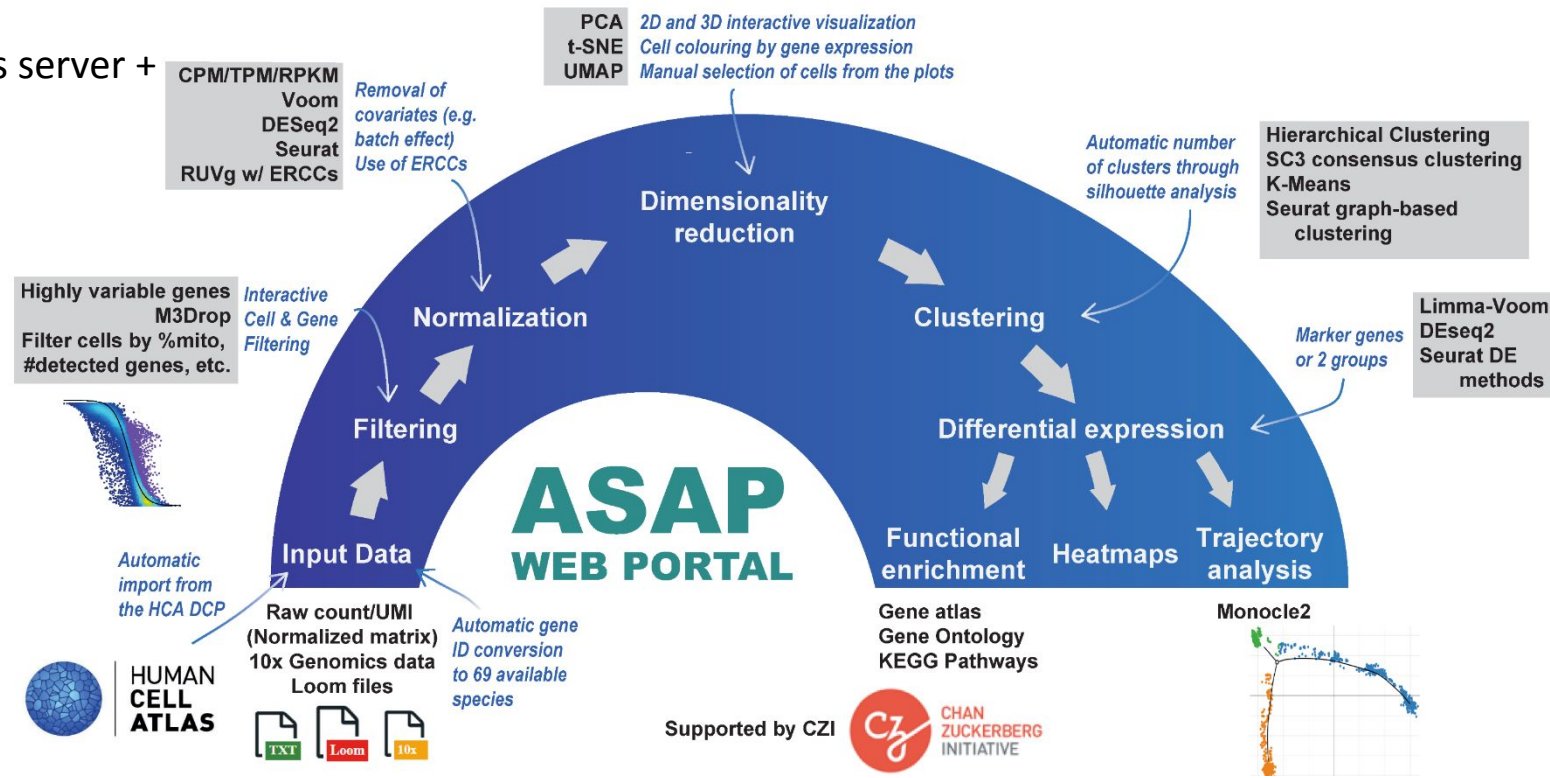 s server +
CPM/TPM/RPKM
Voom
DESeq2
Seurat
RUVg w/ ERCCs
Removal of
covariates (e.g.
batch effect)
Use of ERCCs
PCA
t-SNE
UMAP
2D and 3D interactive visualization
Cell colouring by gene expression
Manual selection of cells from the plots
Automatic number
of clusters through
silhouette analysis
Hierarchical Clustering
SC3 consensus clustering
K-Means
Seurat graph-based
clustering
Highly variable genes
M3Drop
Filter cells by %mito,
#detected genes, etc.
Interactive
Cell & Gene
Filtering
Marker genes
or 2 groups
Limma-Voom
DEseq2
Seurat DE
methods
Input Data
Filtering
Normalization
Dimensionality
reduction
Clustering
Differential expression
Functional
enrichment
Heatmaps
Trajectory
analysis
ASAP
WEB PORTAL
Automatic
import from
the HCA DCP
HUMAN
CELL
ATLAS
Raw count/UMI
(Normalized matrix)
10x Genomics data
Loom files
TXT
Loom
10x
Automatic gene
ID conversion
to 69 available
species
Gene atlas
Gene Ontology
KEGG Pathways
Supported by CZI
CZ
CHAN
ZUCKERBERG
INITIATIVE
Monocle2